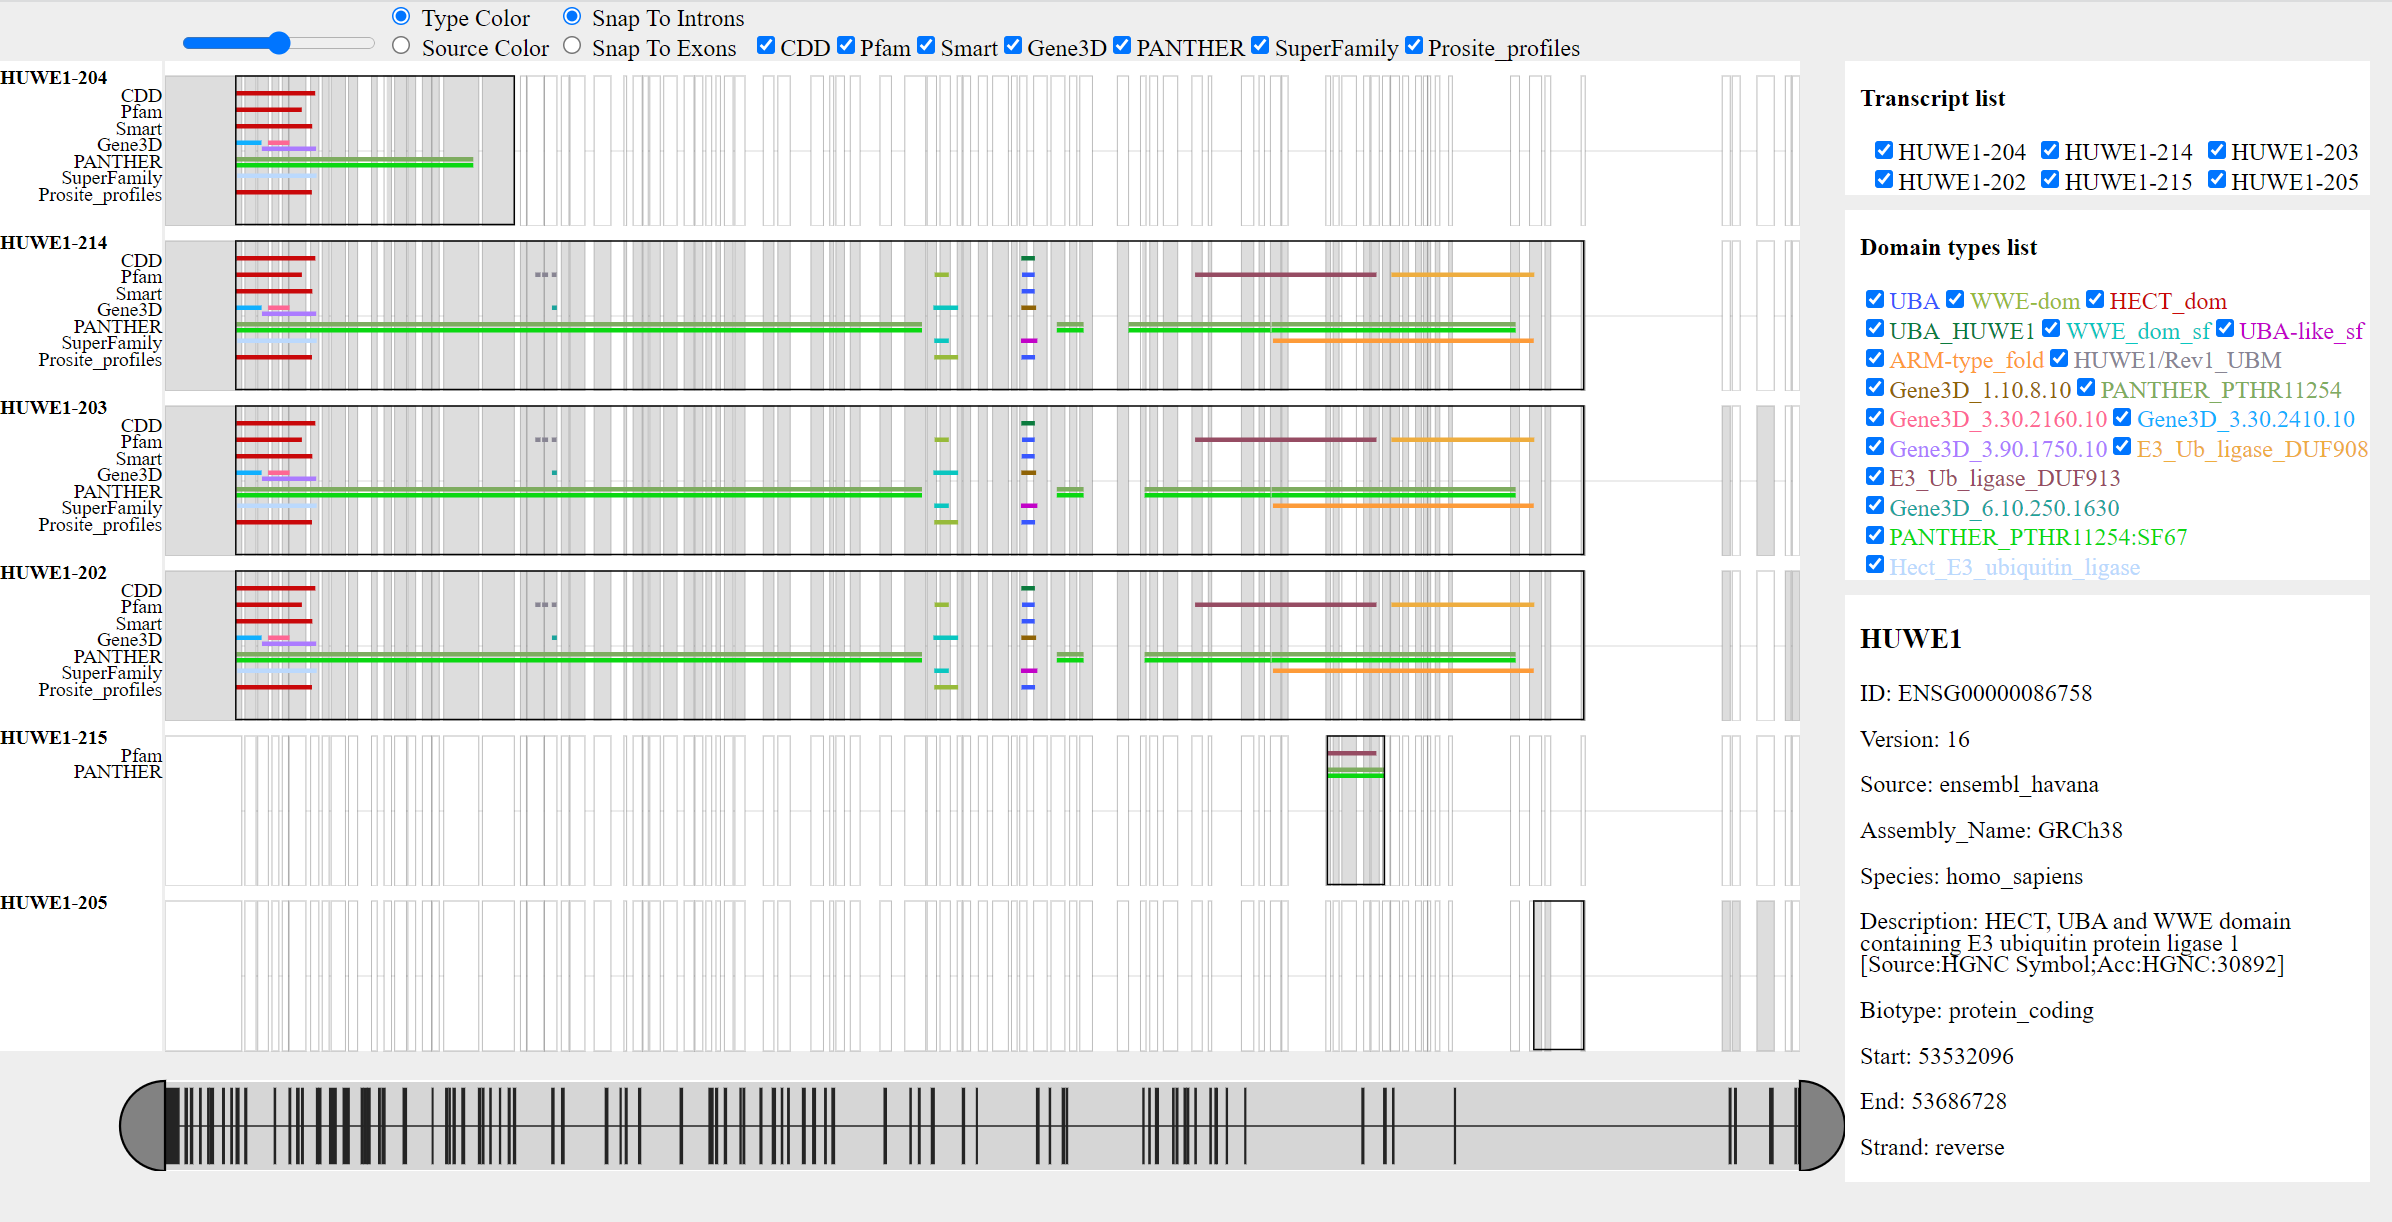 Type Color Snap To Introns
Source Color Snap To Exons CDD Pfam Smart Gene3D PANTHER SuperFamily Prosite_profiles
HUWE1-204
CDD
Pfam
Smart
Gene3D
PANTHER
SuperFamily
Prosite_profiles
HUWE1-214
CDD
Pfam
Smart
Gene3D
PANTHER
SuperFamily
Prosite_profiles
HUWE1-203
CDD
Pfam
Smart
Gene3D
PANTHER
SuperFamily
Prosite_profiles
HUWE1-202
CDD
Pfam
Smart
Gene3D
PANTHER
SuperFamily
Prosite_profiles
HUWE1-215
Pfam
PANTHER
HUWE1-205
Transcript list
HUWE1-204 HUWE1-214 HUWE1-203
HUWE1-202 HUWE1-215 HUWE1-205
Domain types list
UBA WWE-dom HECT_dom
UBA_HUWE1 WWE_dom_sf UBA-like_sf
ARM-type_fold HUWE1/Rev1_UBM
Gene3D_1.10.8.10 PANTHER_PTHR11254
Gene3D_3.30.2160.10 Gene3D_3.30.2410.10
Gene3D_3.90.1750.10 E3_Ub_ligase_DUF908
E3_Ub_ligase_DUF913
Gene3D_6.10.250.1630
PANTHER_PTHR11254:SF67
Hect_E3_ubiquitin_ligase
HUWE1
ID: ENSG00000086758
Version: 16
Source: ensembl_havana
Assembly_Name: GRCh38
Species: homo_sapiens
Description: HECT, UBA and WWE domain
containing E3 ubiquitin protein ligase 1
[Source:HGNC Symbol;Acc:HGNC:30892]
Biotype: protein_coding
Start: 53532096
End: 53686728
Strand: reverse